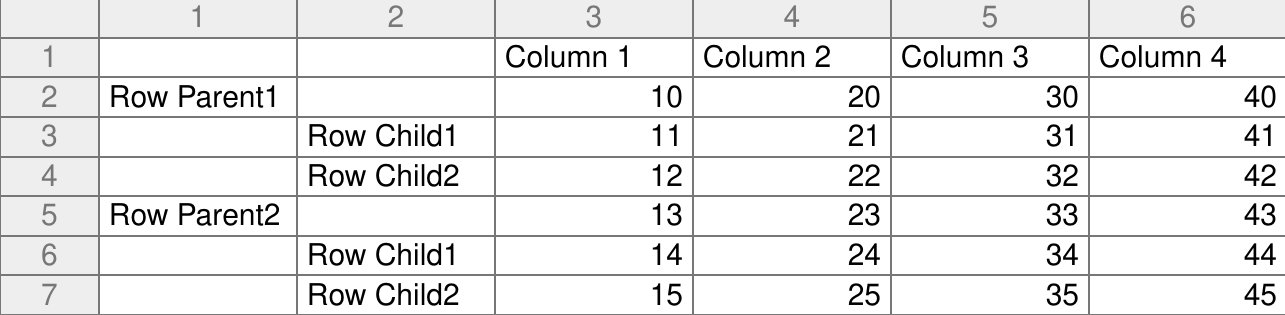 1 2 3 4 5 6
1 Column 1 Column 2 Column 3 Column 4
2 Row Parent1 10 20 30 40
3 Row Child1 11 21 31 41
4 Row Child2 12 22 32 42
5 Row Parent2 13 23 33 43
6 Row Child1 14 24 34 44
7 Row Child2 15 25 35 45